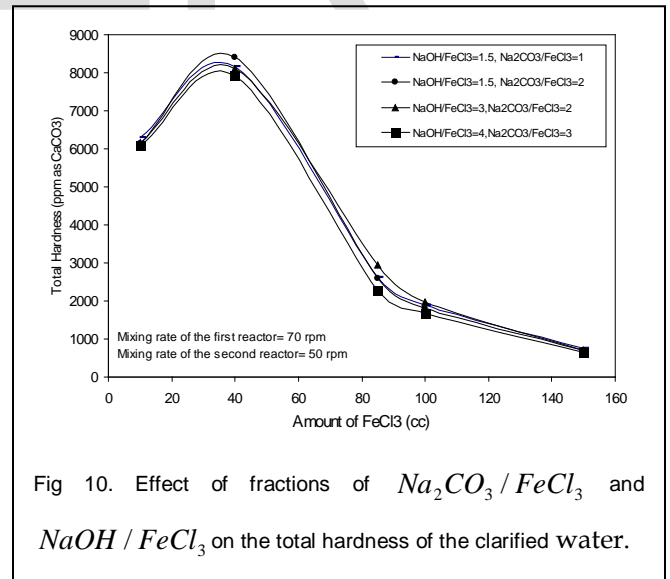 9000
8000
7000
6000
5000
4000
3000
2000
1000
0
Total Hardness (ppm as CaCO3)
NaOH/FeCl3=1.5, Na2CO3/FeCl3=1
NaOH/FeCl3=1.5, Na2CO3/FeCl3=2
NaOH/FeCl3=3,Na2CO3/FeCl3=2
NaOH/FeCl3=4,Na2CO3/FeCl3=3
Mixing rate of the first reactor= 70 rpm
Mixing rate of the second reactor= 50 rpm
0 20 40 60 80 100 120 140 160
Amount of FeCl3 (cc)
Fig 10. Effect of fractions of Na₂CO₃ / FeCl₃ and
NaOH / FeCl₃ on the total hardness of the clarified water.